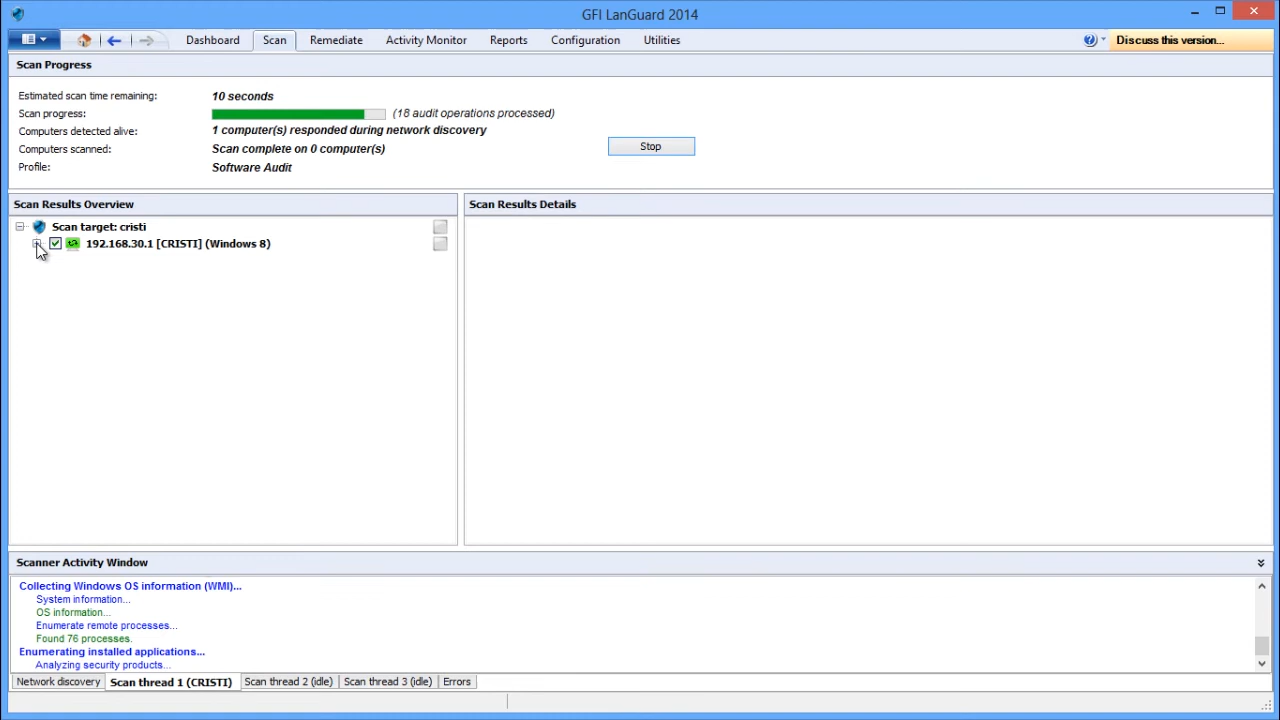 GFI LanGuard 2014
Dashboard Scan Remediate Activity Monitor Reports Configuration Utilities Discuss this version...
Scan Progress
Estimated scan time remaining: 10 seconds
Scan progress: (18 audit operations processed)
Computers detected alive: 1 computer(s) responded during network discovery
Computers scanned: Scan complete on 0 computer(s)
Stop
Profile: Software Audit
Scan Results Overview
Scan Results Details
Scan target: cristi
192.168.30.1 [CRISTI] (Windows 8)
Scanner Activity Window
Collecting Windows OS information (WMI)...
System information...
OS information...
Enumerate remote processes...
Found 76 processes.
Enumerating installed applications...
Analyzing security products...
Network discovery Scan thread 1 (CRISTI) Scan thread 2 (idle) Scan thread 3 (idle) Errors